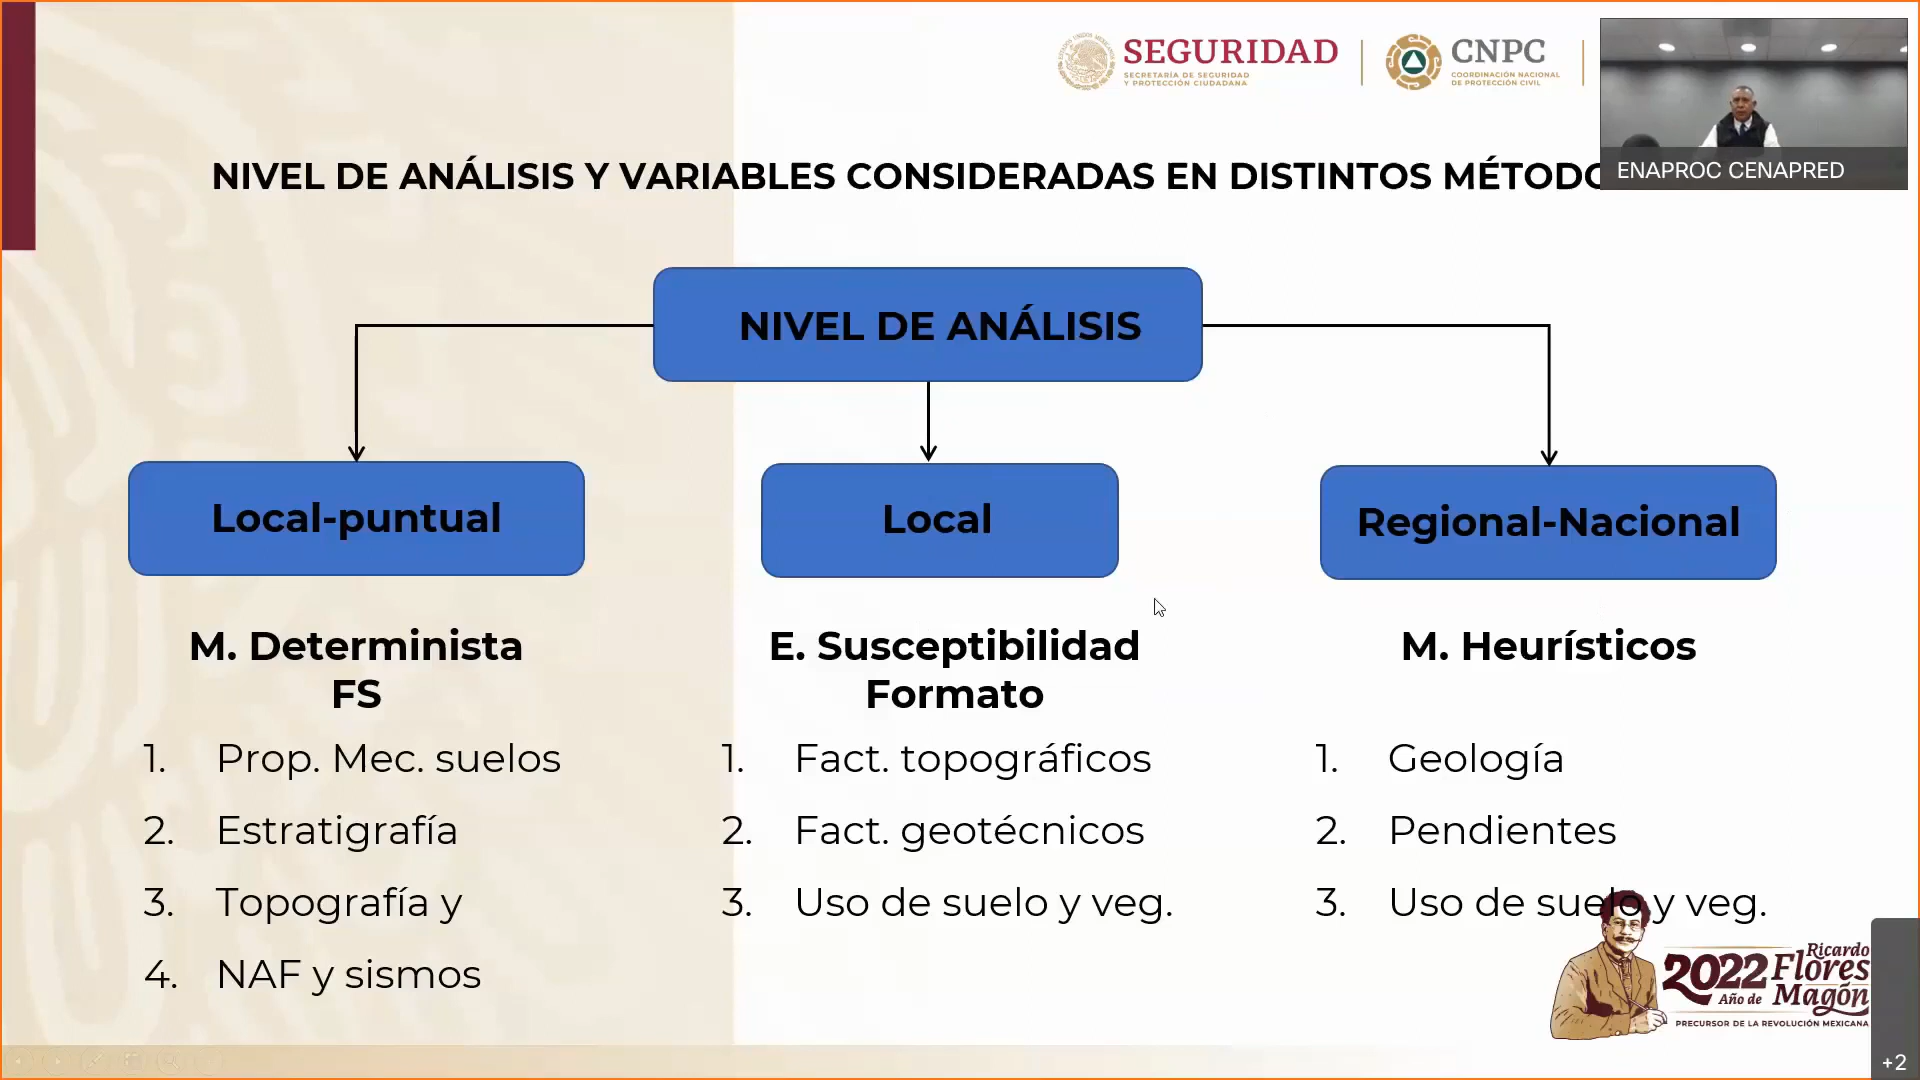 SEGURIDAD
SECRETARÍA DE SEGURIDAD
Y PROTECCIÓN CIUDADANA
CNPC
COORDINACIÓN NACIONAL
DE PROTECCIÓN CIVIL
ENAPROC CENAPRED
NIVEL DE ANÁLISIS Y VARIABLES CONSIDERADAS EN DISTINTOS MÉTODO
NIVEL DE ANÁLISIS
Local-puntual
Local
Regional-Nacional
M. Determinista
FS
1. Prop. Mec. suelos
2. Estratigrafía
3. Topografía y
4. NAF y sismos
E. Susceptibilidad
Formato
1. Fact. topográficos
2. Fact. geotécnicos
3. Uso de suelo y veg.
M. Heurísticos
1. Geología
2. Pendientes
3. Uso de suelo y veg.
2022 Ricardo
Flores
Año de Magón
PRECURSOR DE LA REVOLUCIÓN MEXICANA
+2